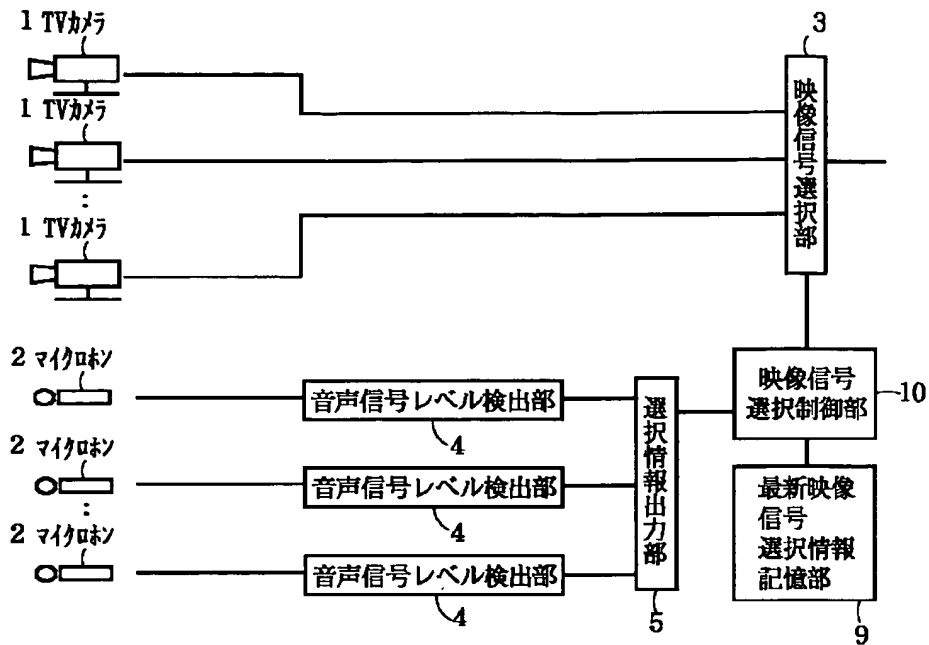 1 TVカメラ
1 TVカメラ
:
1 TVカメラ
3
映像信号選択部
2 マイクロホン
音声信号レベル検出部
4
2 マイクロホン
音声信号レベル検出部
4
:
2 マイクロホン
音声信号レベル検出部
4
選択情報出力部
5
映像信号
選択制御部
10
最新映像
信号
選択情報
記憶部
9